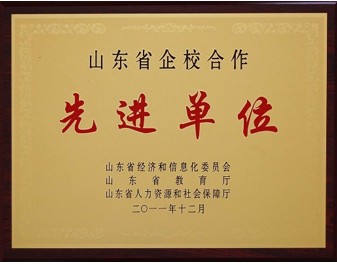 山东省企校合作
先进单位
山东省经济和信息化委员会
山东省教育厅
山东省人力资源和社会保障厅
二〇一一年十二月